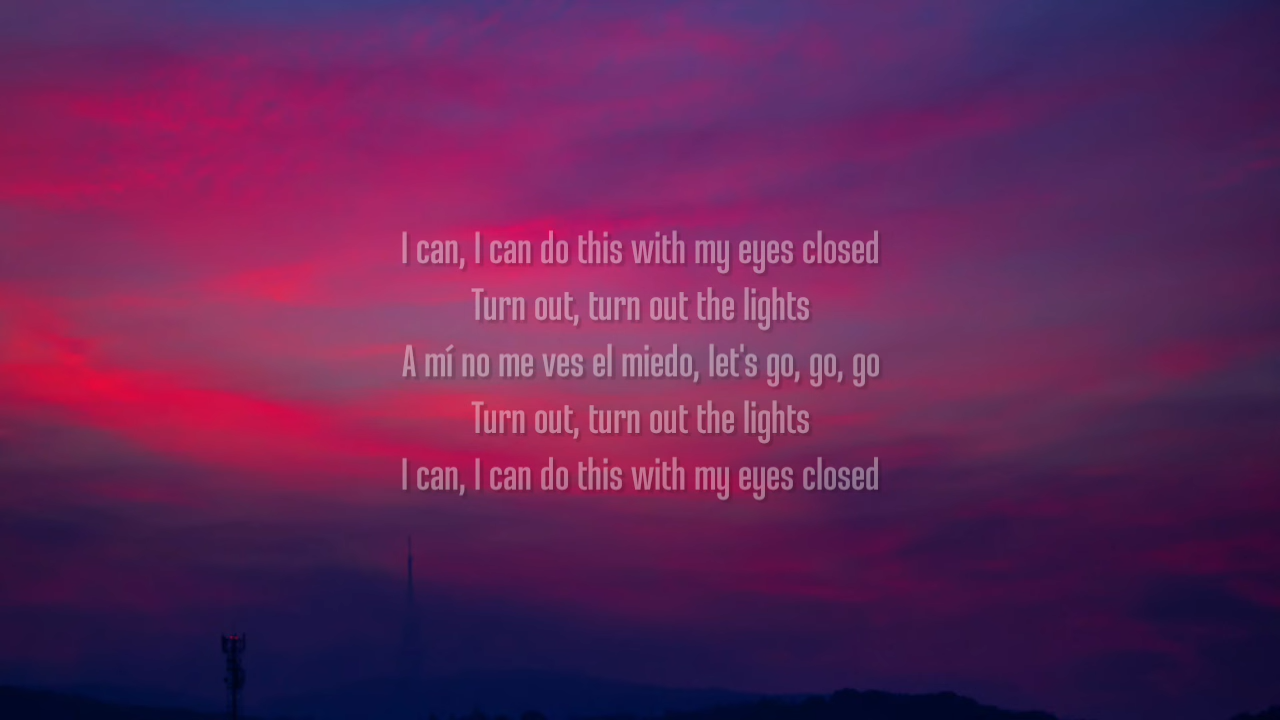 I can, I can do this with my eyes closed
Turn out, turn out the lights
A mí no me ves el miedo, let's go, go, go
Turn out, turn out the lights
I can, I can do this with my eyes closed